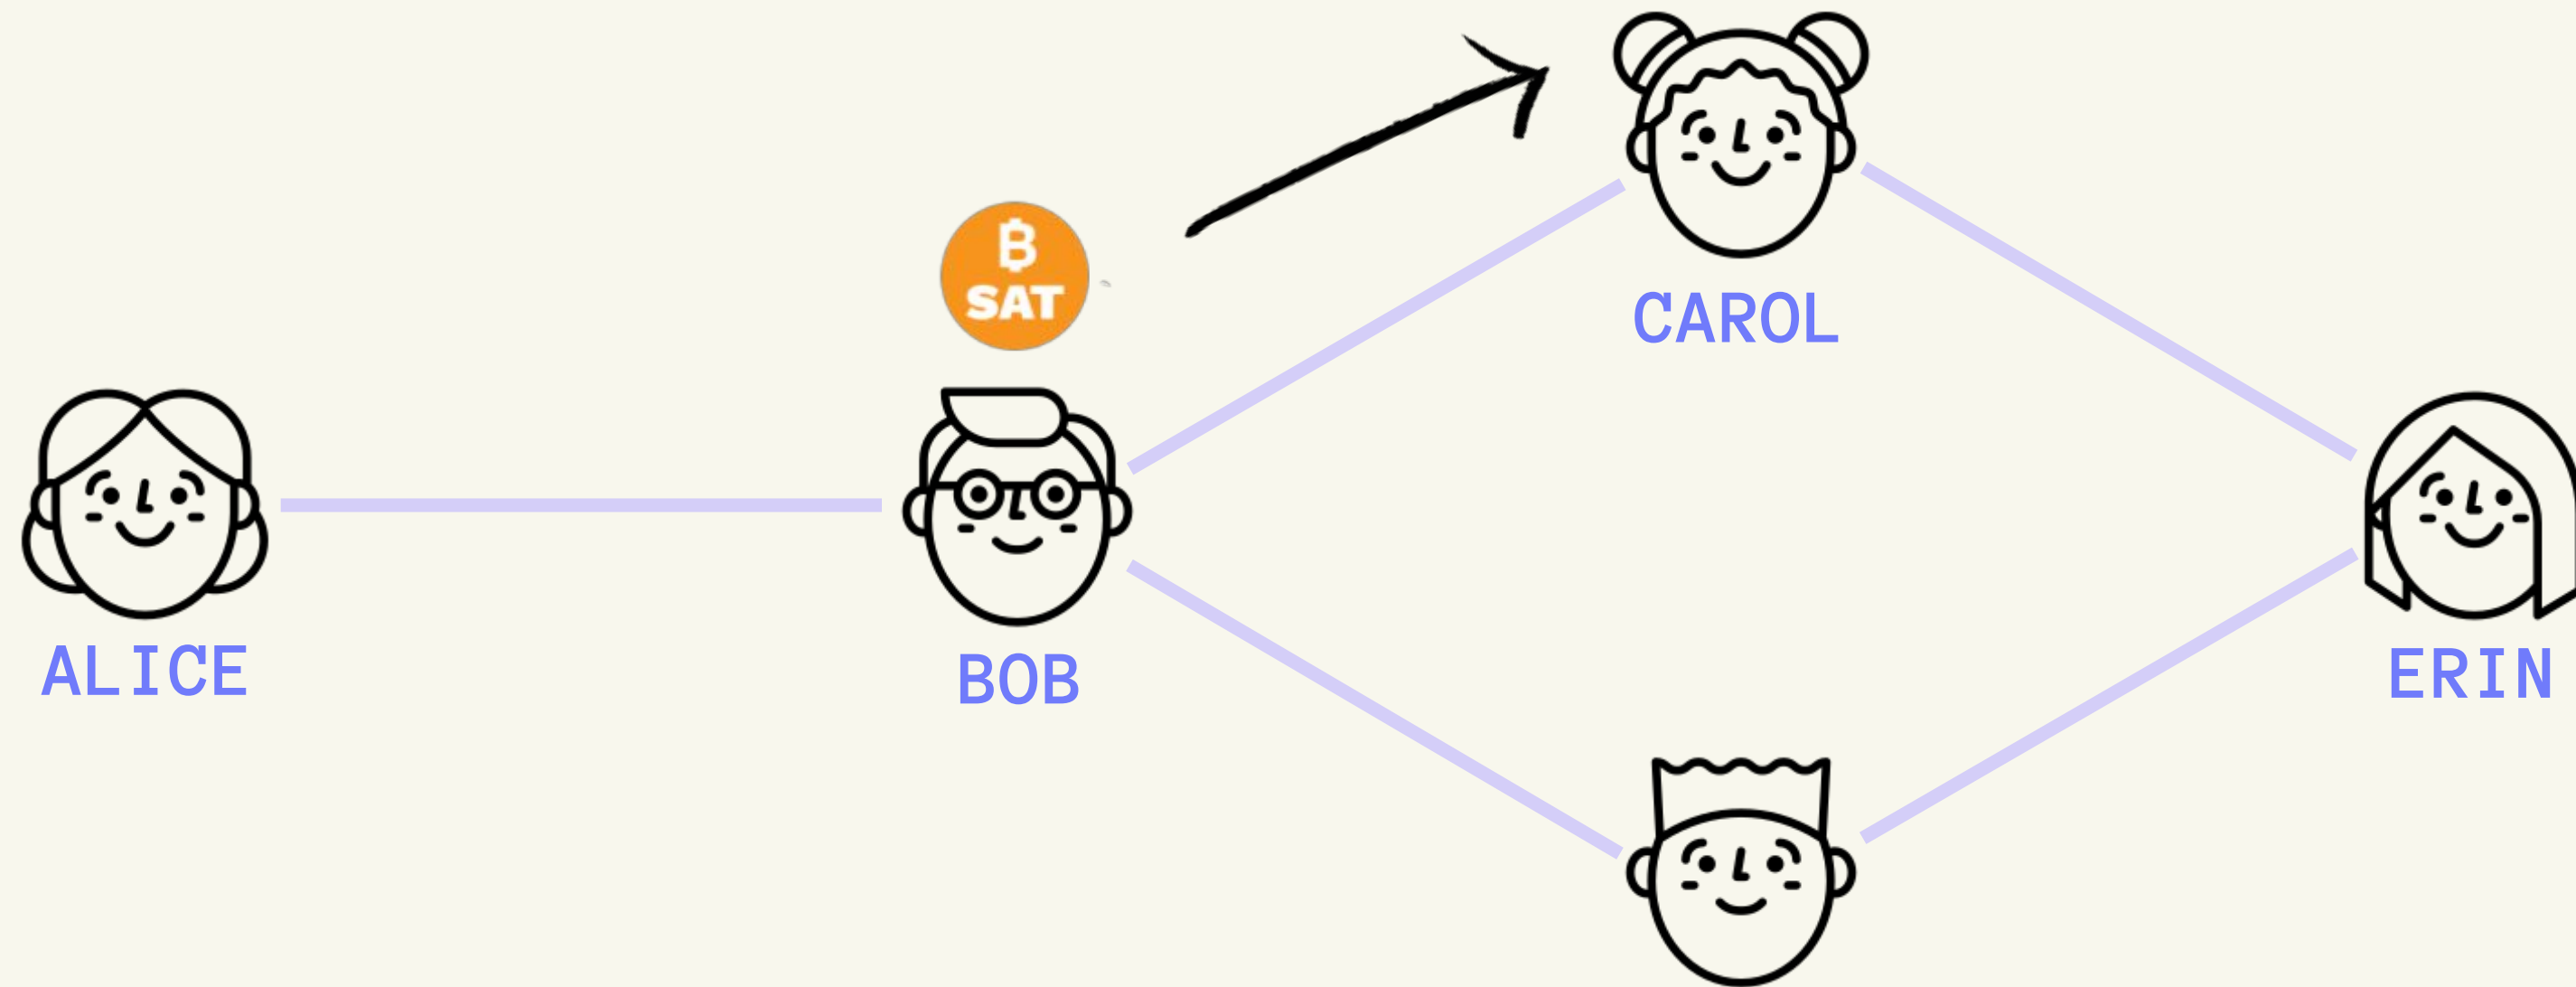 ₿
SAT
CAROL
ALICE
BOB
ERIN